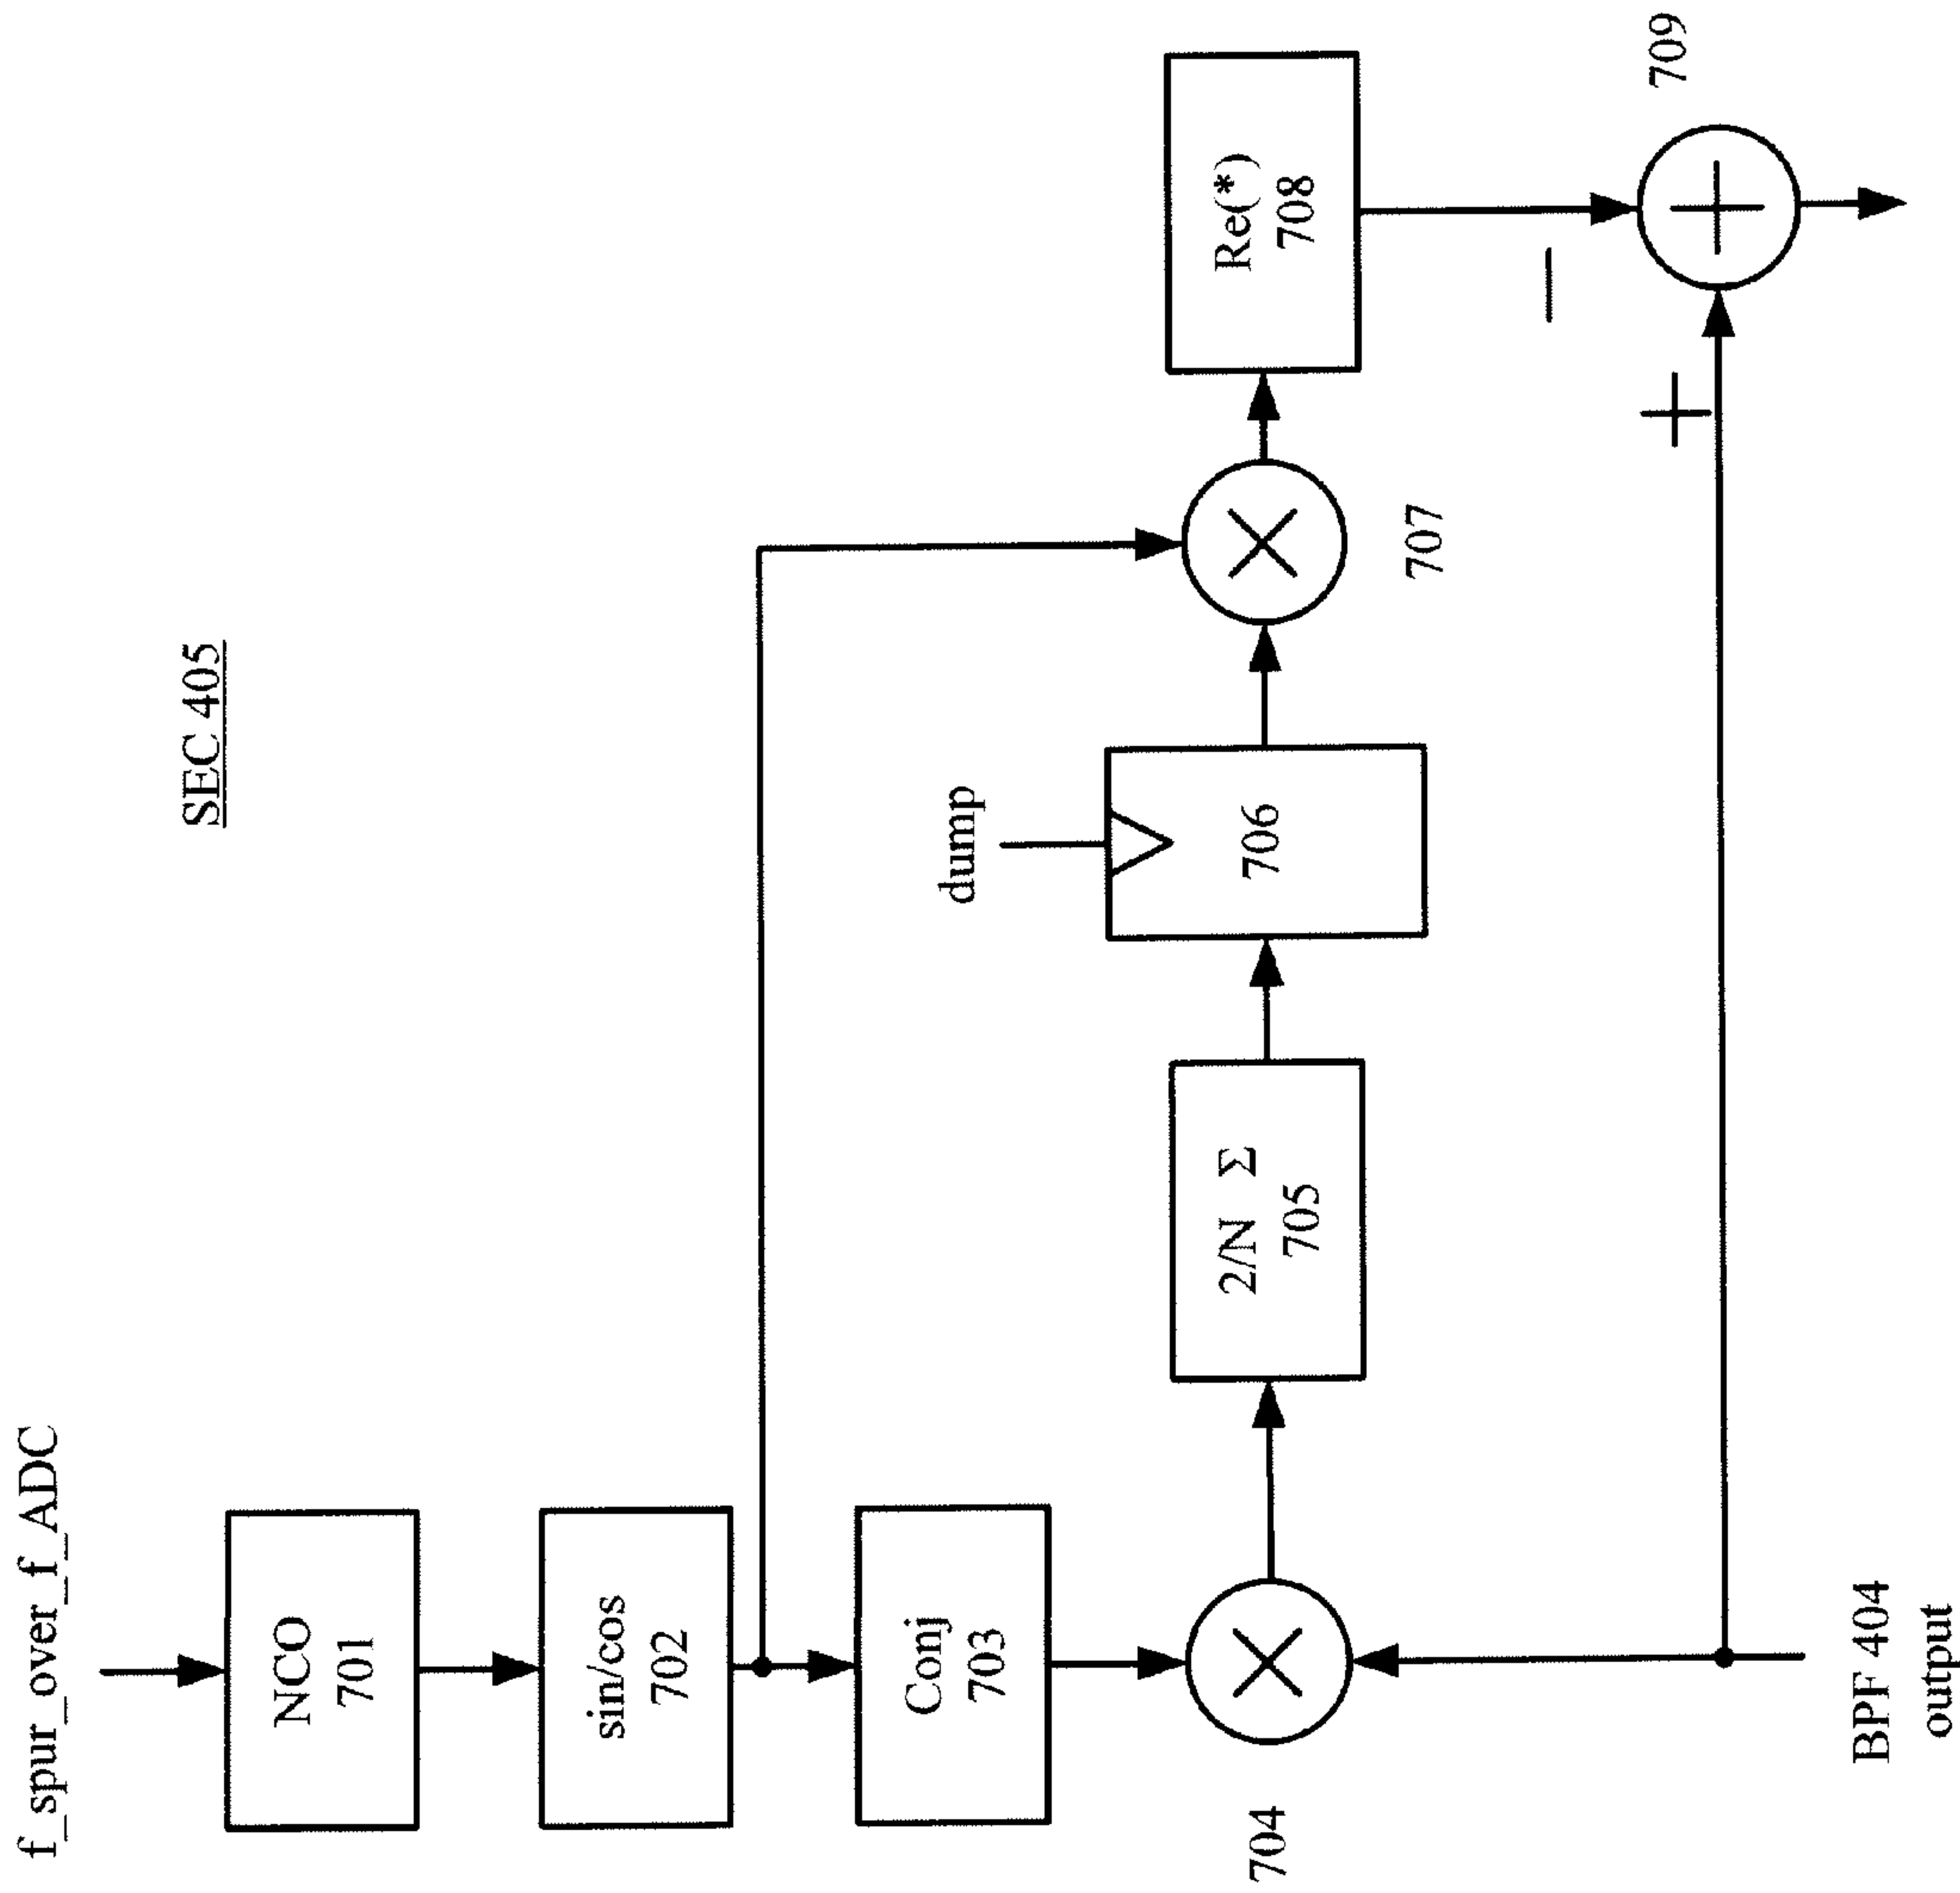 SEC 405
f_spur_over_f_ADC
NCO
701
sin/cos
702
Conj
703
704
2/N Σ
705
dump
706
707
Re(*)
708
−
+
709
BPF 404
output